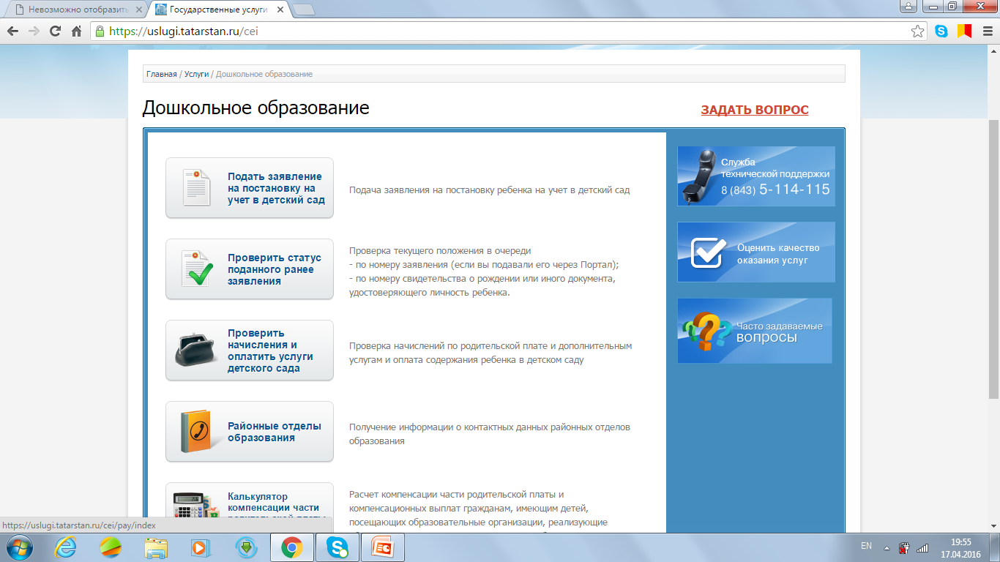 Невозможно отобразить
Государственные услуги
https://uslugi.tatarstan.ru/cei
Главная / Услуги / Дошкольное образование
Дошкольное образование
ЗАДАТЬ ВОПРОС
Подать заявление
на постановку на
учет в детский сад
Подача заявления на постановку ребенка на учет в детский сад
Проверить статус
поданного ранее
заявления
Проверка текущего положения в очереди
- по номеру заявления (если вы подавали его через Портал);
- по номеру свидетельства о рождении или иного документа,
удостоверяющего личность ребенка.
Проверить
начисления и
оплатить услуги
детского сада
Проверка начислений по родительской плате и дополнительным
услугам и оплата содержания ребенка в детском саду
Районные отделы
образования
Получение информации о контактных данных районных отделов
образования
Калькулятор
компенсации части
родительской платы
Расчет компенсации части родительской платы и
компенсационных выплат гражданам, имеющим детей,
посещающих образовательные организации, реализующие
Служба
технической поддержки
8 (843) 5-114-115
Оценить качество
оказания услуг
Часто задаваемые
вопросы
https://uslugi.tatarstan.ru/cei/pay/index
EN
19:55
17.04.2016